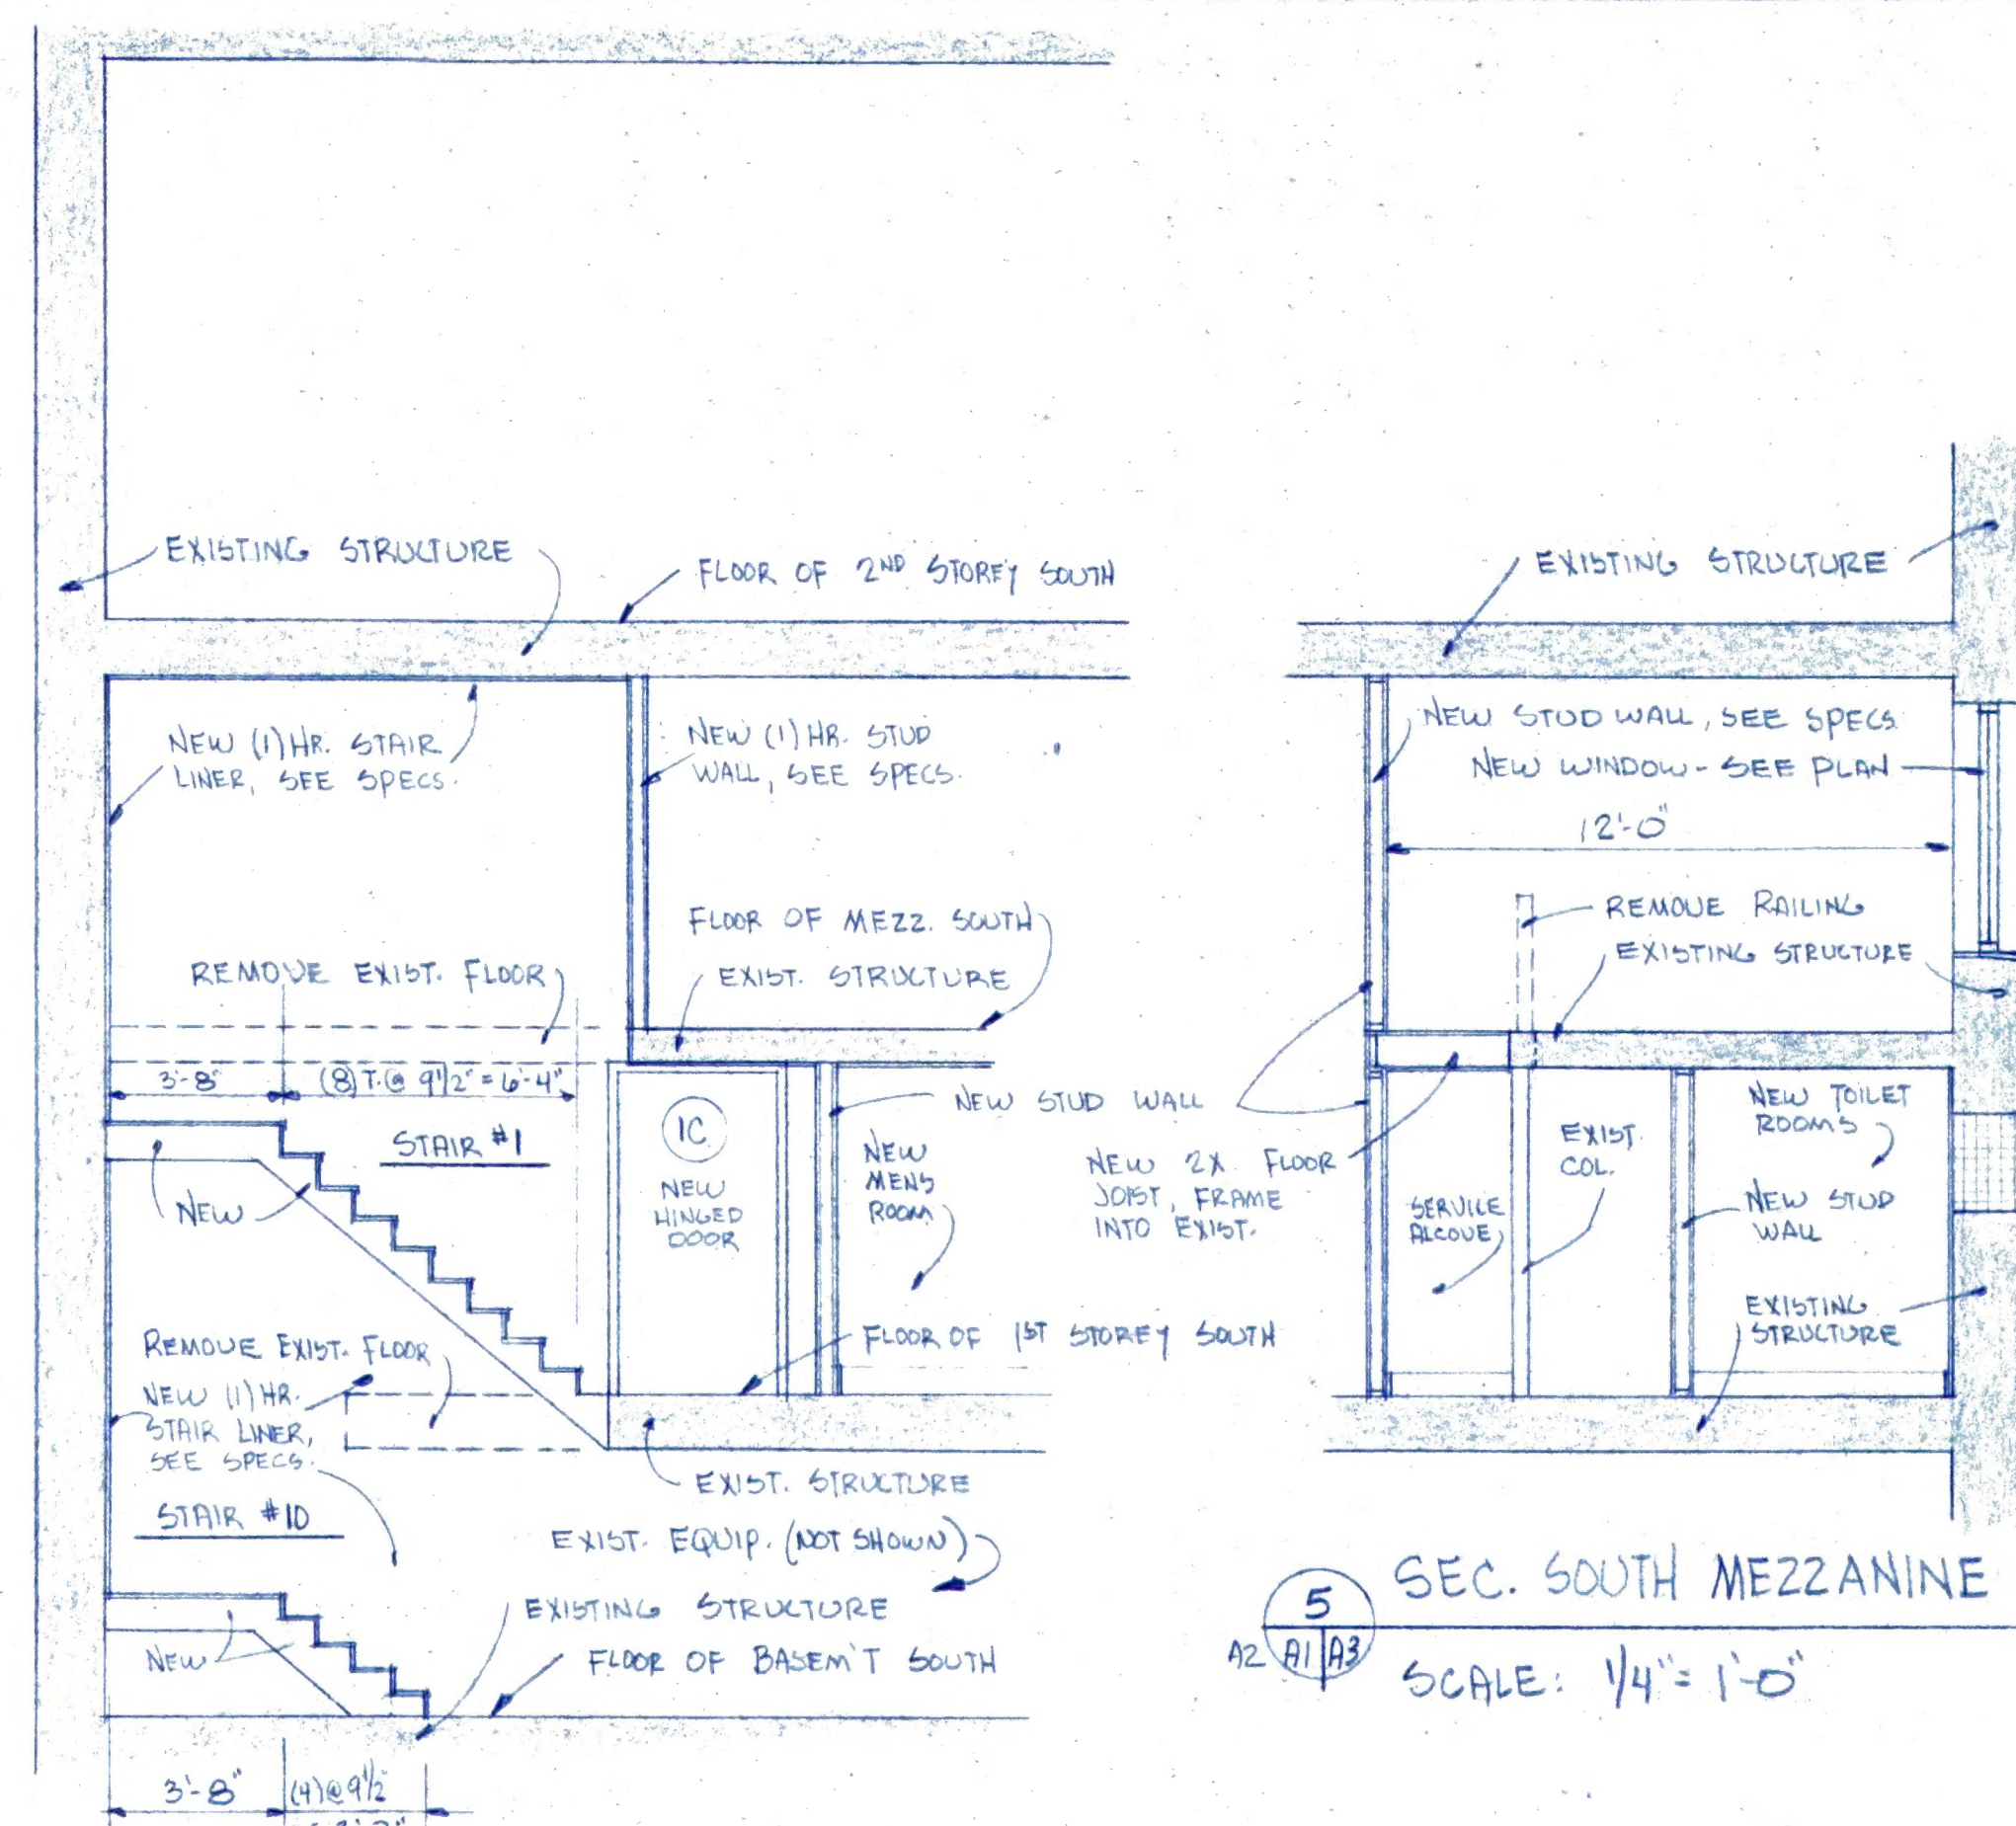 EXISTING STRUCTURE
FLOOR OF 2ND STOREY SOUTH
NEW (1) HR. STAIR
LINER, SEE SPECS.
NEW (1) HR. STUD
WALL, SEE SPECS.
FLOOR OF MEZZ. SOUTH
EXIST. STRUCTURE
REMOVE EXIST. FLOOR
3'-8"
(8) T. @ 9 1/2" = 6'-4"
STAIR #1
NEW
1C
NEW
HINGED
DOOR
NEW STUD WALL
NEW
MENS
ROOM
FLOOR OF 1ST STOREY SOUTH
REMOVE EXIST. FLOOR
NEW (1) HR.
STAIR LINER,
SEE SPECS.
STAIR #10
EXIST. STRUCTURE
EXIST. EQUIP. (NOT SHOWN)
EXISTING STRUCTURE
FLOOR OF BASEM'T SOUTH
NEW
3'-8"
(4) @ 9 1/2
EXISTING STRUCTURE
NEW STUD WALL, SEE SPECS.
NEW WINDOW - SEE PLAN
12'-0"
REMOVE RAILING
EXISTING STRUCTURE
NEW 2X FLOOR
JOIST, FRAME
INTO EXIST.
SERVICE
ALCOVE
EXIST.
COL.
NEW TOILET
ROOMS
NEW STUD
WALL
EXISTING
STRUCTURE
5
A2 A1 A3
SEC. SOUTH MEZZANINE
SCALE: 1/4" = 1'-0"